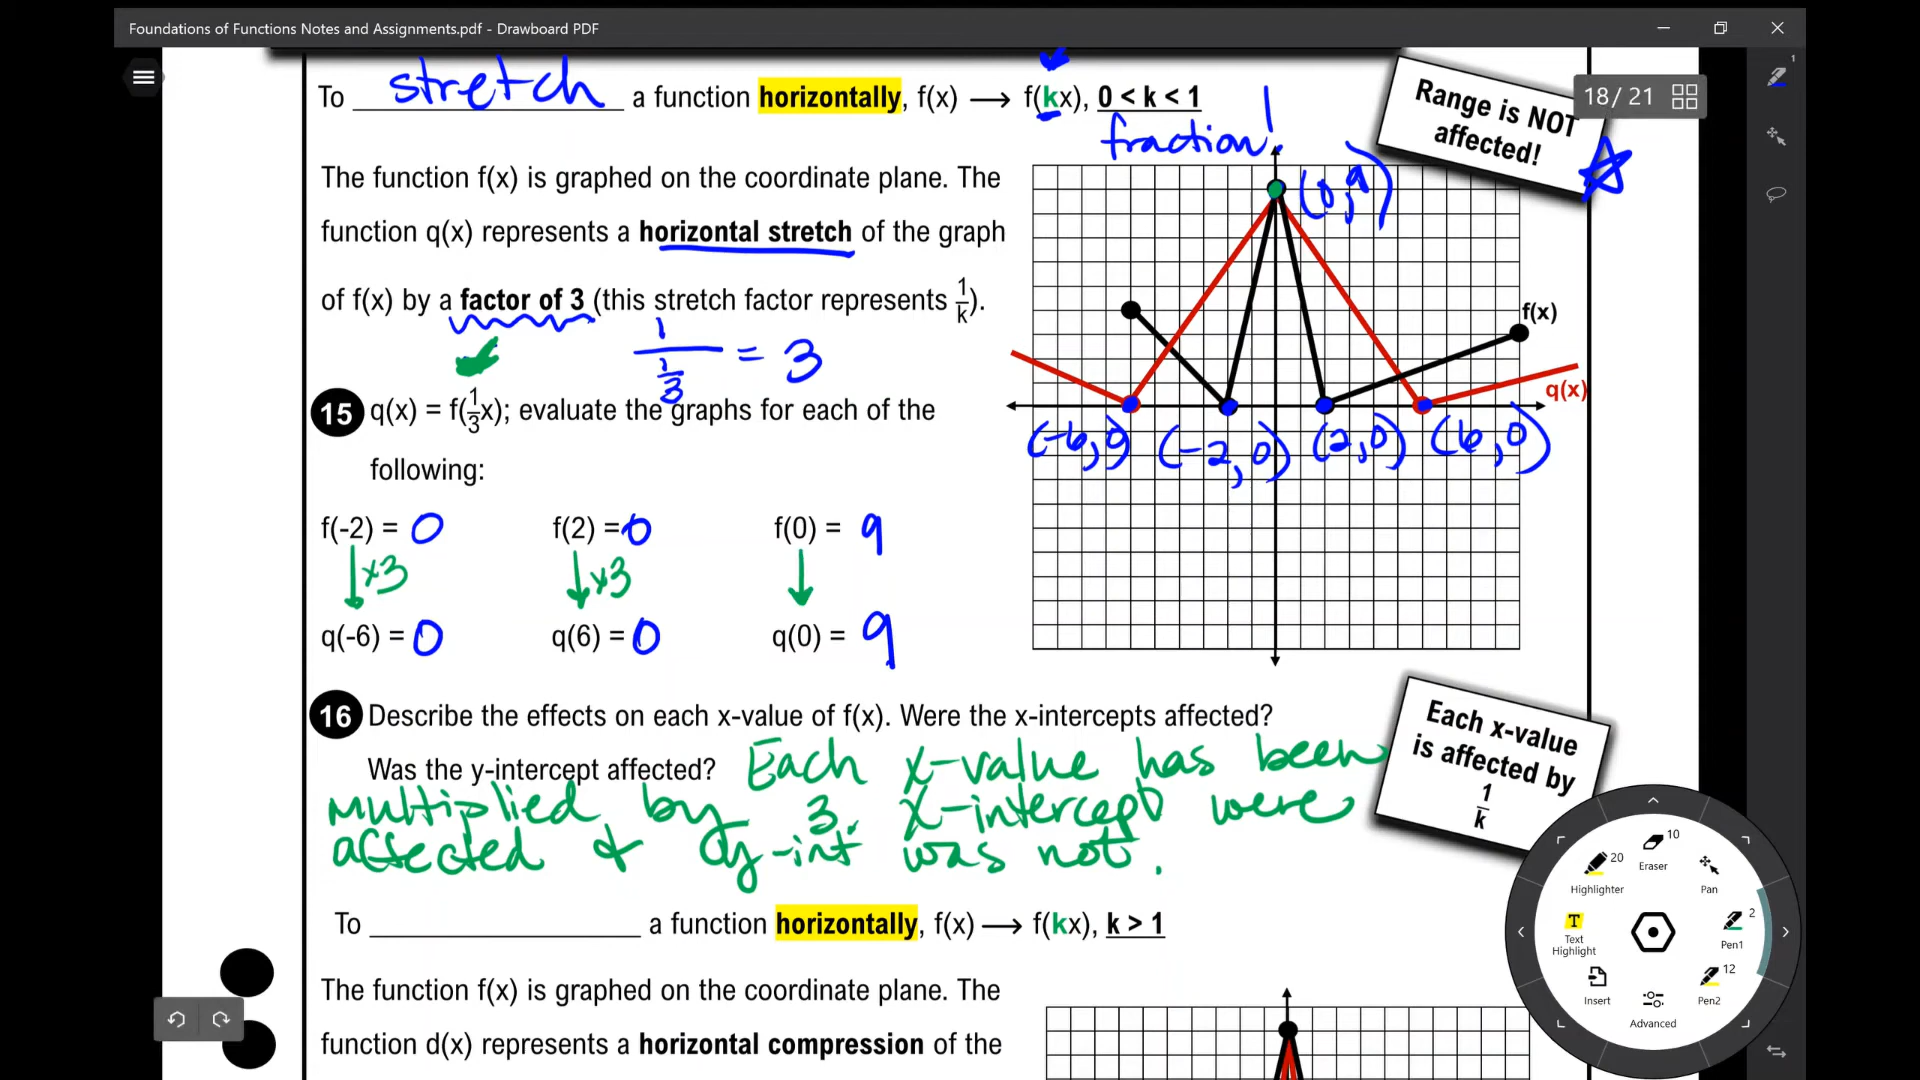 Foundations of Functions Notes and Assignments.pdf - Drawboard PDF
18/ 21
1
To stretch a function horizontally, f(x) ⟶ f(kx), 0 < k < 1
fraction!
Range is NOT
affected!
The function f(x) is graphed on the coordinate plane. The
function q(x) represents a horizontal stretch of the graph
of f(x) by a factor of 3 (this stretch factor represents 1/k).
1/(1/3) = 3
(0,9)
f(x)
q(x)
(-6,0) (-2,0) (2,0) (6,0)
15 q(x) = f(1/3x); evaluate the graphs for each of the
following:
f(-2) = 0 f(2) = 0 f(0) = 9
x3 x3
q(-6) = 0 q(6) = 0 q(0) = 9
16 Describe the effects on each x-value of f(x). Were the x-intercepts affected?
Was the y-intercept affected? Each x-value has been
multiplied by 3. x-intercept were
affected & y-int was not.
Each x-value
is affected by
1/k
To ____________ a function horizontally, f(x) ⟶ f(kx), k > 1
The function f(x) is graphed on the coordinate plane. The
function d(x) represents a horizontal compression of the
10
Eraser
20
Highlighter
Pan
T
Text
Highlight
2
Pen1
Insert
12
Pen2
Advanced